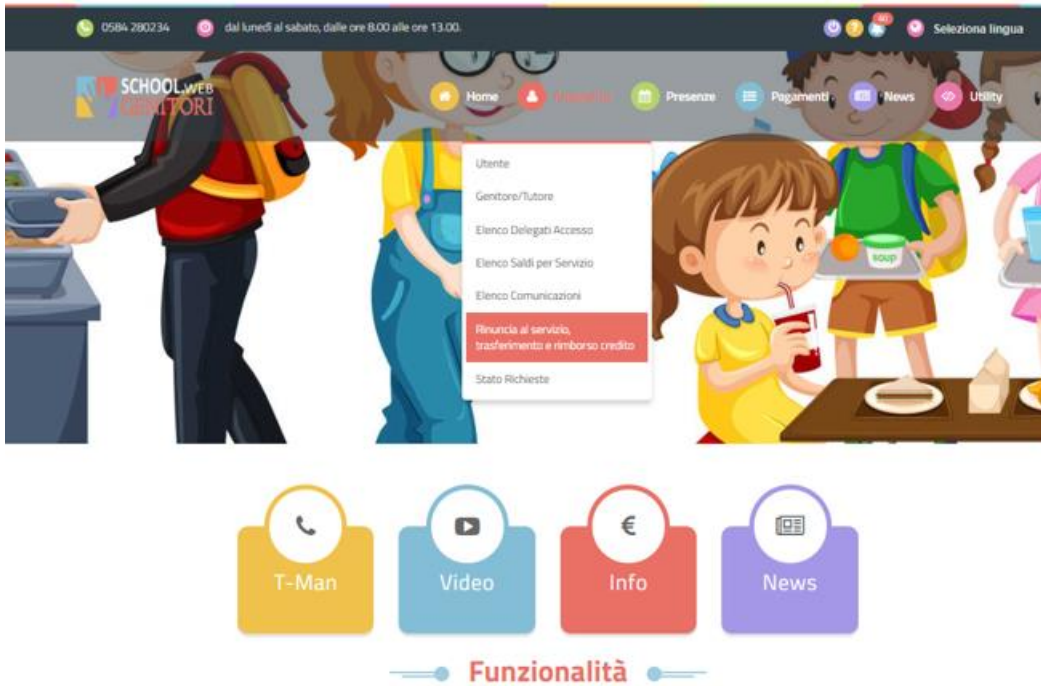 0584 280234
dal lunedì al sabato, dalle ore 8.00 alle ore 13.00.
40
Seleziona lingua
SCHOOL.WEB
GENITORI
Home
Anagrafica
Presenze
Pagamenti
News
Utility
Utente
Genitore/Tutore
Elenco Delegati Accesso
Elenco Saldi per Servizio
Elenco Comunicazioni
Rinuncia al servizio,
trasferimento e rimborso credito
Stato Richieste
soup
T-Man
Video
Info
News
Funzionalità